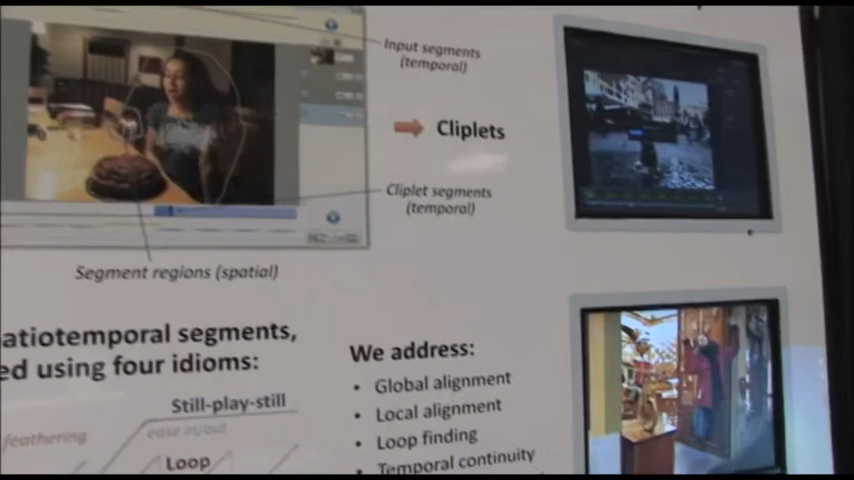 Input segments
(temporal)
Cliplets
Cliplet segments
(temporal)
Segment regions (spatial)
atiotemporal segments,
ed using four idioms:
Still-play-still
feathering
ease in/out
Loop
We address:
• Global alignment
• Local alignment
• Loop finding
• Temporal continuity